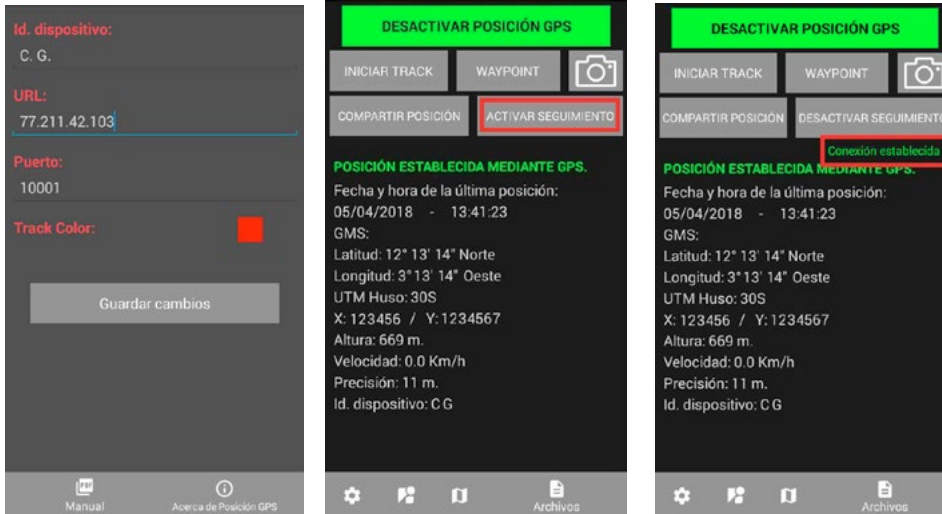 Id. dispositivo:
C. G.
URL:
77.211.42.103
Puerto:
10001
Track Color:
Guardar cambios
PDF
Manual
Acerca de Posición GPS
DESACTIVAR POSICIÓN GPS
INICIAR TRACK
WAYPOINT
COMPARTIR POSICIÓN
ACTIVAR SEGUIMIENTO
POSICIÓN ESTABLECIDA MEDIANTE GPS.
Fecha y hora de la última posición:
05/04/2018 - 13:41:23
GMS:
Latitud: 12° 13' 14" Norte
Longitud: 3°13' 14" Oeste
UTM Huso: 30S
X: 123456 / Y: 1234567
Altura: 669 m.
Velocidad: 0.0 Km/h
Precisión: 11 m.
Id. dispositivo: C G
Archivos
DESACTIVAR POSICIÓN GPS
INICIAR TRACK
WAYPOINT
COMPARTIR POSICIÓN
DESACTIVAR SEGUIMIENTO
Conexión establecida
POSICIÓN ESTABLECIDA MEDIANTE GPS.
Fecha y hora de la última posición:
05/04/2018 - 13:41:23
GMS:
Latitud: 12° 13' 14" Norte
Longitud: 3°13' 14" Oeste
UTM Huso: 30S
X: 123456 / Y: 1234567
Altura: 669 m.
Velocidad: 0.0 Km/h
Precisión: 11 m.
Id. dispositivo: C G
Archivos